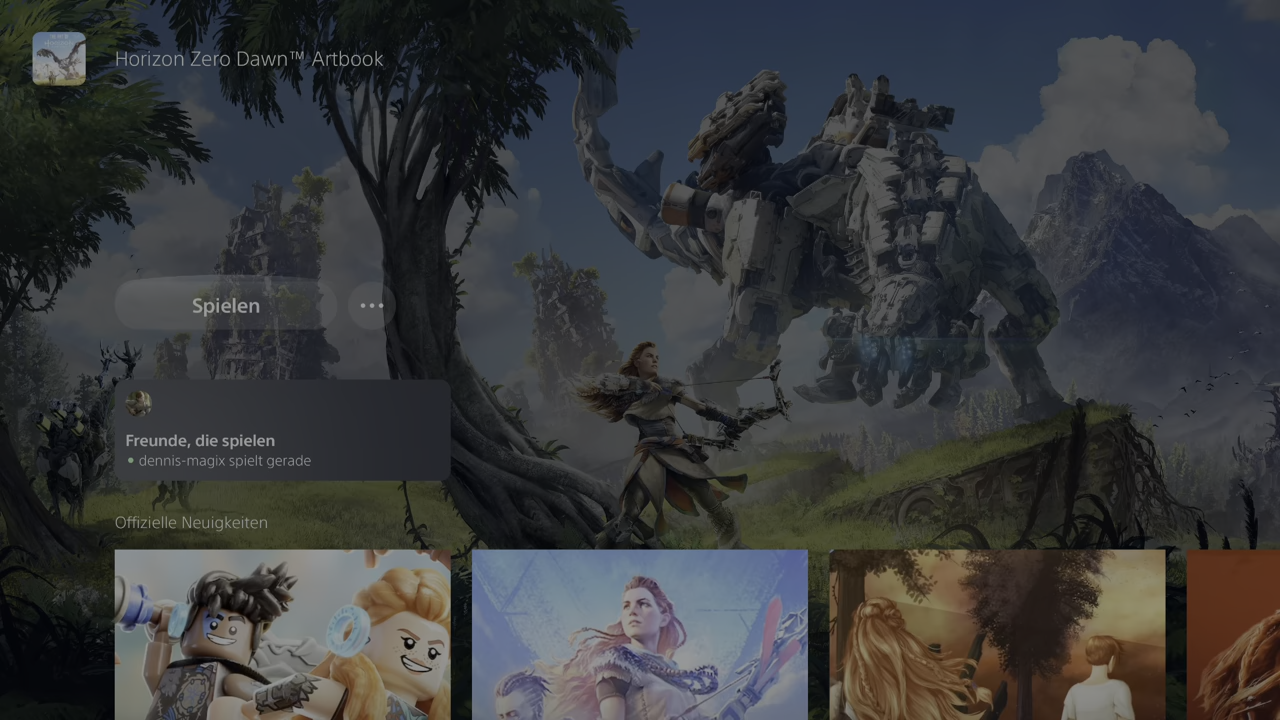 Horizon Zero Dawn™ Artbook
Spielen
Freunde, die spielen
dennis-magix spielt gerade
Offizielle Neuigkeiten